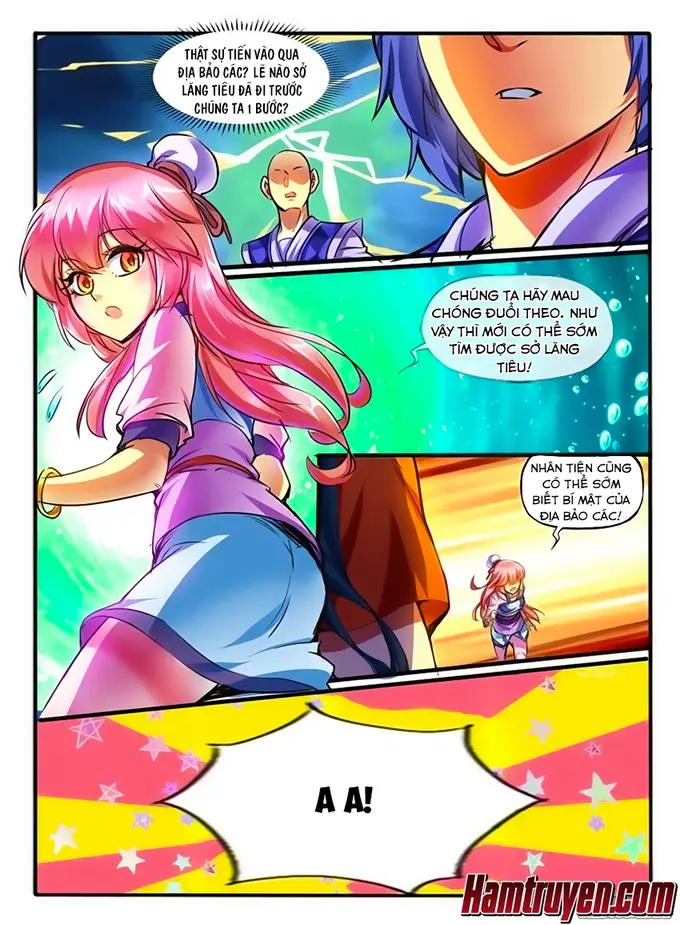 THẬT SỰ TIẾN VÀO QUA
ĐỊA BẢO CÁC? LẼ NÀO SỞ
LĂNG TIÊU ĐÃ ĐI TRƯỚC
CHÚNG TA 1 BƯỚC?
CHÚNG TA HÃY MAU
CHÓNG ĐUỔI THEO. NHƯ
VẬY THÌ MỚI CÓ THỂ SỚM
TÌM ĐƯỢC SỞ LĂNG
TIÊU!
NHÂN TIỆN CŨNG
CÓ THỂ SỚM
BIẾT BÍ MẬT CỦA
ĐỊA BẢO CÁC!
A A!
Hamtruyen.com